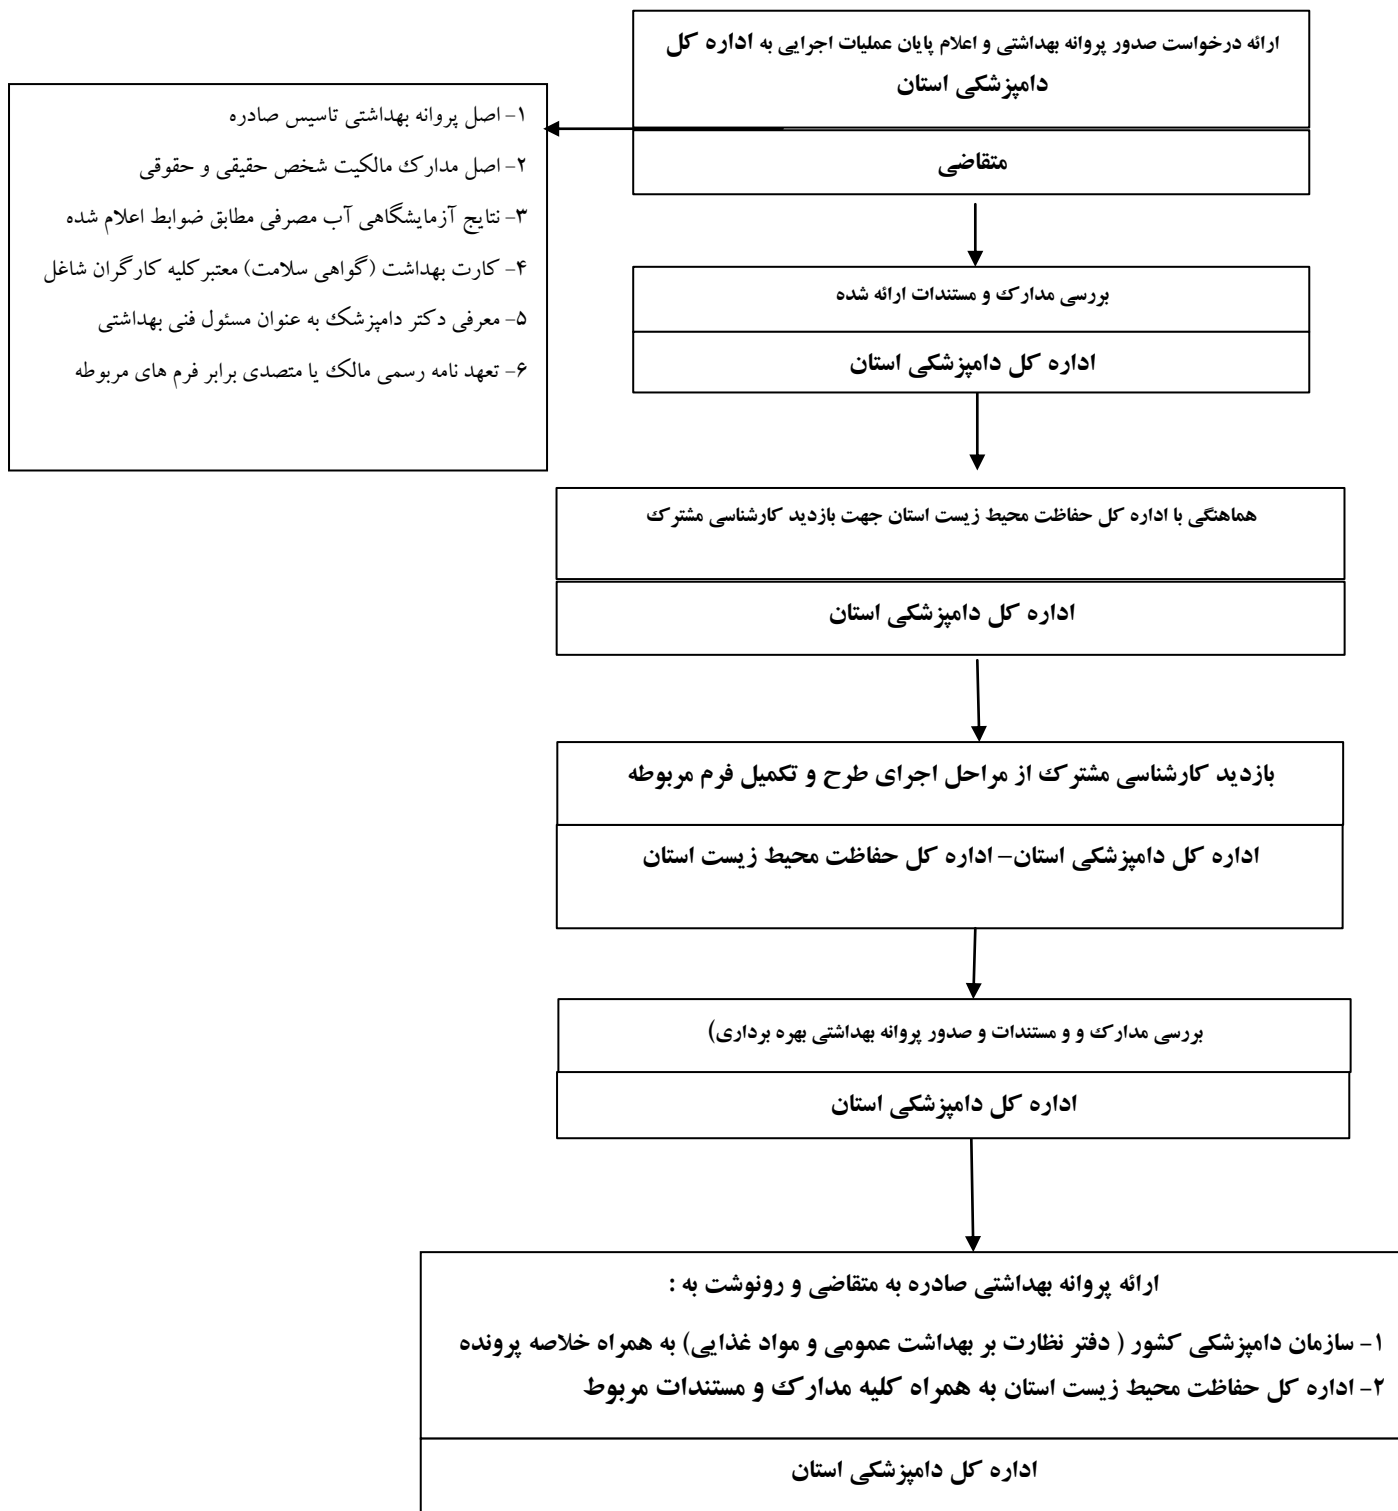 ارائه درخواست صدور پروانه بهداشتی و اعلام پایان عملیات اجرایی به اداره کل
دامپزشکی استان
متقاضی
۱- اصل پروانه بهداشتی تاسیس صادره
۲- اصل مدارک مالکیت شخص حقیقی و حقوقی
۳- نتایج آزمایشگاهی آب مصرفی مطابق ضوابط اعلام شده
۴- کارت بهداشت (گواهی سلامت) معتبرکلیه کارگران شاغل
۵- معرفی دکتر دامپزشک به عنوان مسئول فنی بهداشتی
۶- تعهد نامه رسمی مالک یا متصدی برابر فرم های مربوطه
بررسی مدارک و مستندات ارائه شده
اداره کل دامپزشکی استان
هماهنگی با اداره کل حفاظت محیط زیست استان جهت بازدید کارشناسی مشترک
اداره کل دامپزشکی استان
بازدید کارشناسی مشترک از مراحل اجرای طرح و تکمیل فرم مربوطه
اداره کل دامپزشکی استان– اداره کل حفاظت محیط زیست استان
بررسی مدارک و و مستندات و صدور پروانه بهداشتی بهره برداری)
اداره کل دامپزشکی استان
ارائه پروانه بهداشتی صادره به متقاضی و رونوشت به :
۱- سازمان دامپزشکی کشور ( دفتر نظارت بر بهداشت عمومی و مواد غذایی) به همراه خلاصه پرونده
۲- اداره کل حفاظت محیط زیست استان به همراه کلیه مدارک و مستندات مربوط
اداره کل دامپزشکی استان